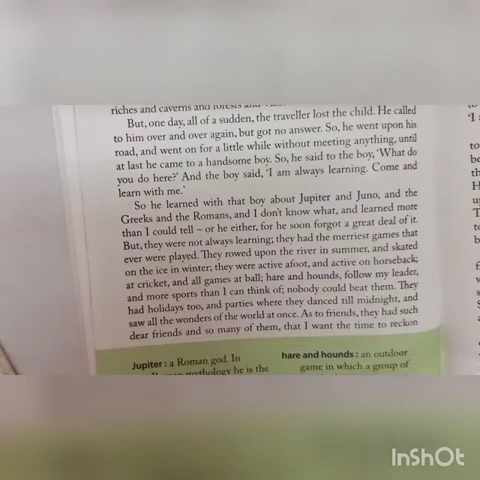 riches and caverns and forests and
But, one day, all of a sudden, the traveller lost the child. He called
to him over and over again, but got no answer. So, he went upon his
road, and went on for a little while without meeting anything, until
at last he came to a handsome boy. So, he said to the boy, 'What do
you do here?' And the boy said, 'I am always learning. Come and
learn with me.'
So he learned with that boy about Jupiter and Juno, and the
Greeks and the Romans, and I don't know what, and learned more
than I could tell – or he either, for he soon forgot a great deal of it.
But, they were not always learning; they had the merriest games that
ever were played. They rowed upon the river in summer, and skated
on the ice in winter; they were active afoot, and active on horseback;
at cricket, and all games at ball; hare and hounds, follow my leader,
and more sports than I can think of; nobody could beat them. They
had holidays too, and parties where they danced till midnight, and
saw all the wonders of the world at once. As to friends, they had such
dear friends and so many of them, that I want the time to reckon
Jupiter : a Roman god. In
mythology he is the
hare and hounds : an outdoor
game in which a group of
InShOt